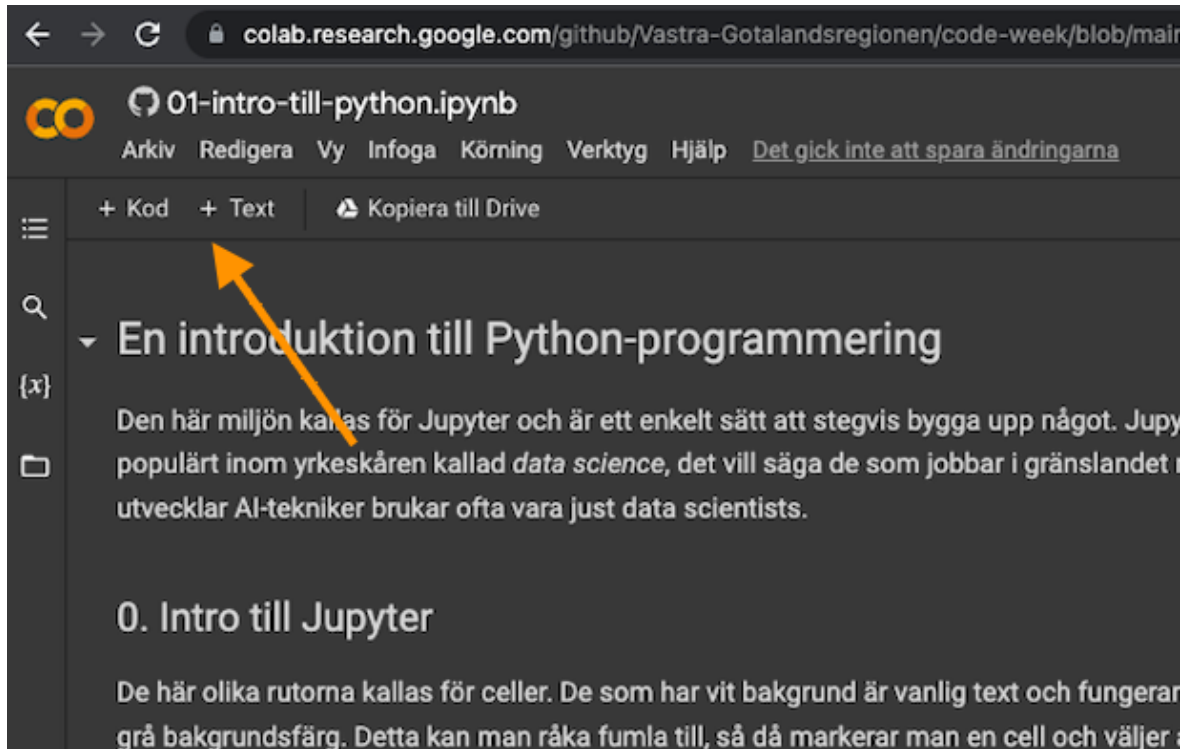 colab.research.google.com/github/Vastra-Gotalandsregionen/code-week/blob/main
01-intro-till-python.ipynb
Arkiv Redigera Vy Infoga Körning Verktyg Hjälp Det gick inte att spara ändringarna
+ Kod + Text Kopiera till Drive
En introduktion till Python-programmering
{x}
Den här miljön kallas för Jupyter och är ett enkelt sätt att stegvis bygga upp något. Jupy
populärt inom yrkeskåren kallad data science, det vill säga de som jobbar i gränslandet
utvecklar AI-tekniker brukar ofta vara just data scientists.
0. Intro till Jupyter
De här olika rutorna kallas för celler. De som har vit bakgrund är vanlig text och fungerar
grå bakgrundsfärg. Detta kan man råka fumla till, så då markerar man en cell och väljer